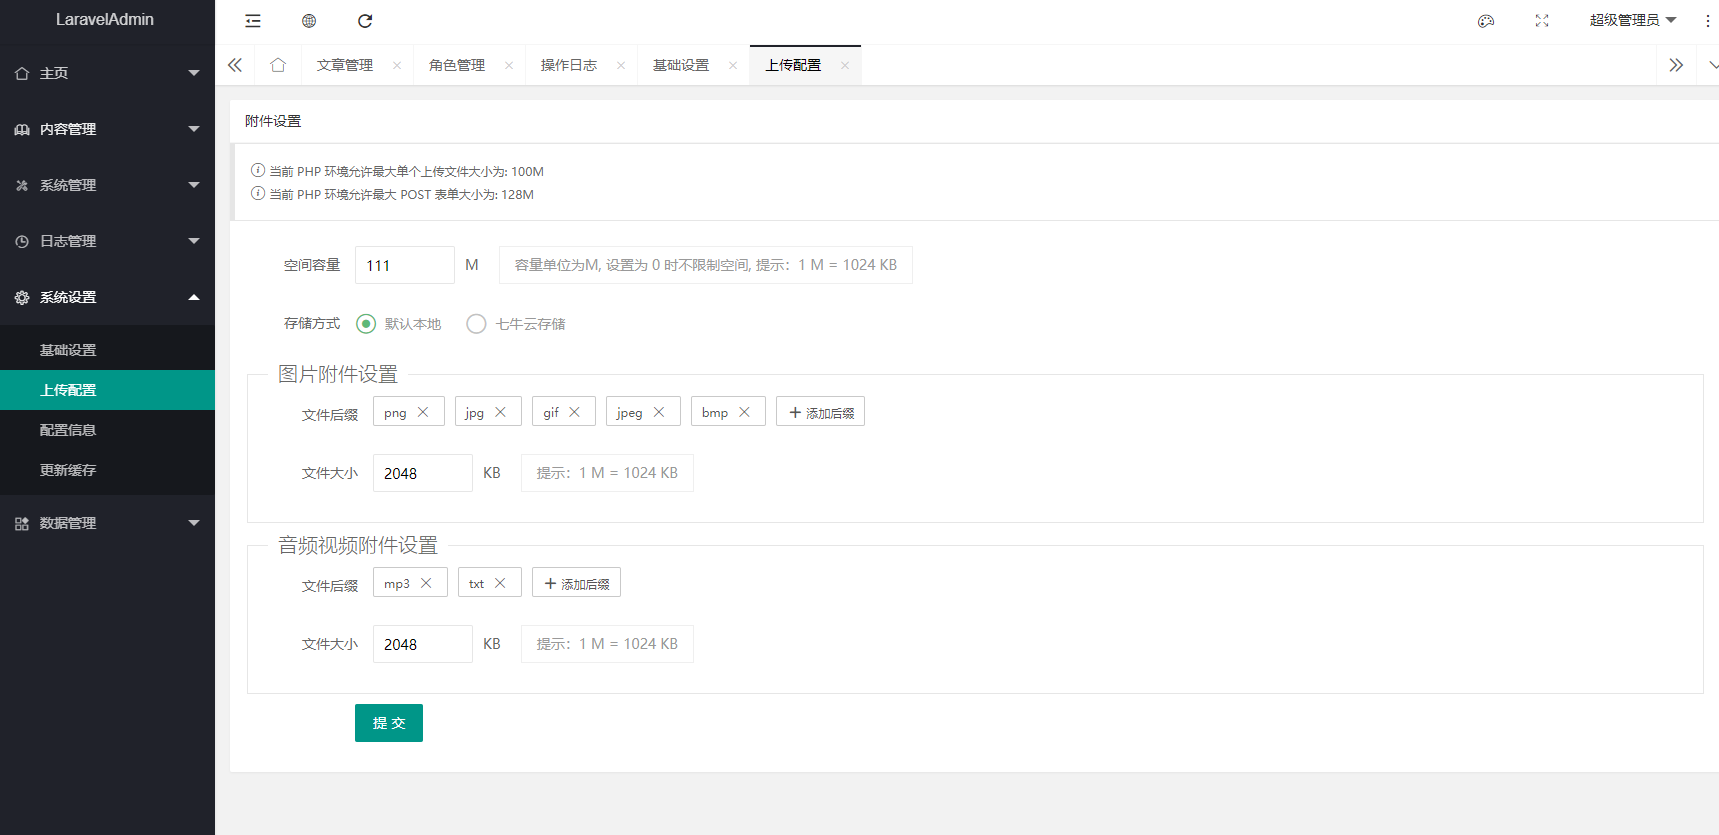 LaravelAdmin
超级管理员
主页
内容管理
系统管理
日志管理
系统设置
基础设置
上传配置
配置信息
更新缓存
数据管理
文章管理 角色管理 操作日志 基础设置 上传配置
附件设置
当前 PHP 环境允许最大单个上传文件大小为: 100M
当前 PHP 环境允许最大 POST 表单大小为: 128M
空间容量 111 M 容量单位为M, 设置为 0 时不限制空间, 提示：1 M = 1024 KB
存储方式 默认本地 七牛云存储
图片附件设置
文件后缀 png jpg gif jpeg bmp 添加后缀
文件大小 2048 KB 提示：1 M = 1024 KB
音频视频附件设置
文件后缀 mp3 txt 添加后缀
文件大小 2048 KB 提示：1 M = 1024 KB
提 交